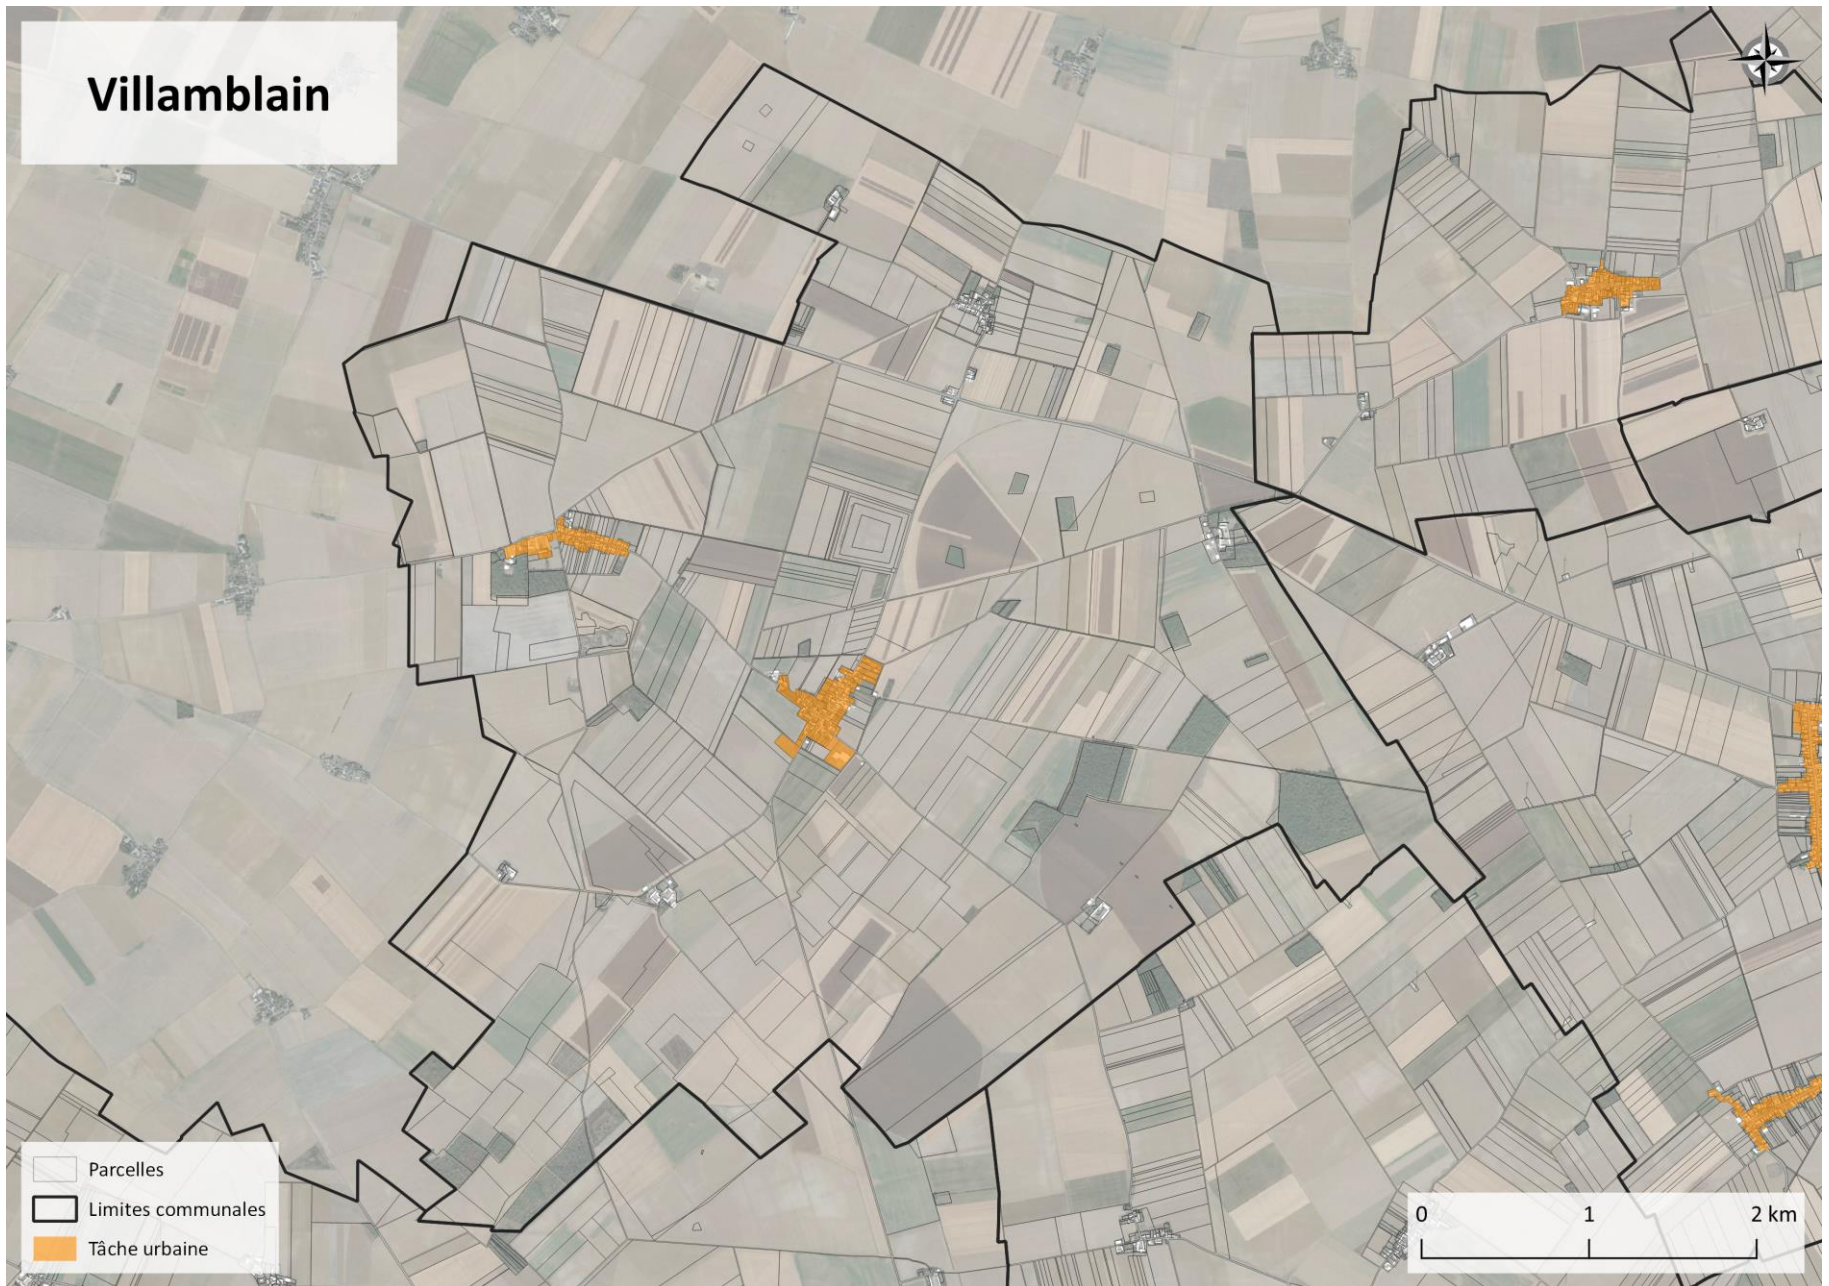 Villamblain
Parcelles
Limites communales
Tâche urbaine
0 1 2 km